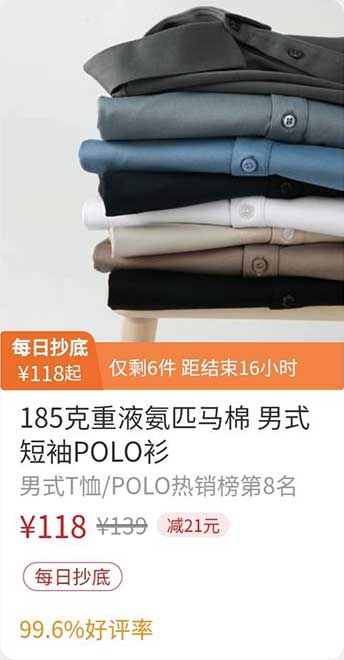 每日抄底
¥118起
仅剩6件 距结束16小时
185克重液氨匹马棉 男式
短袖POLO衫
男式T恤/POLO热销榜第8名
¥118 ¥139 减21元
每日抄底
99.6%好评率